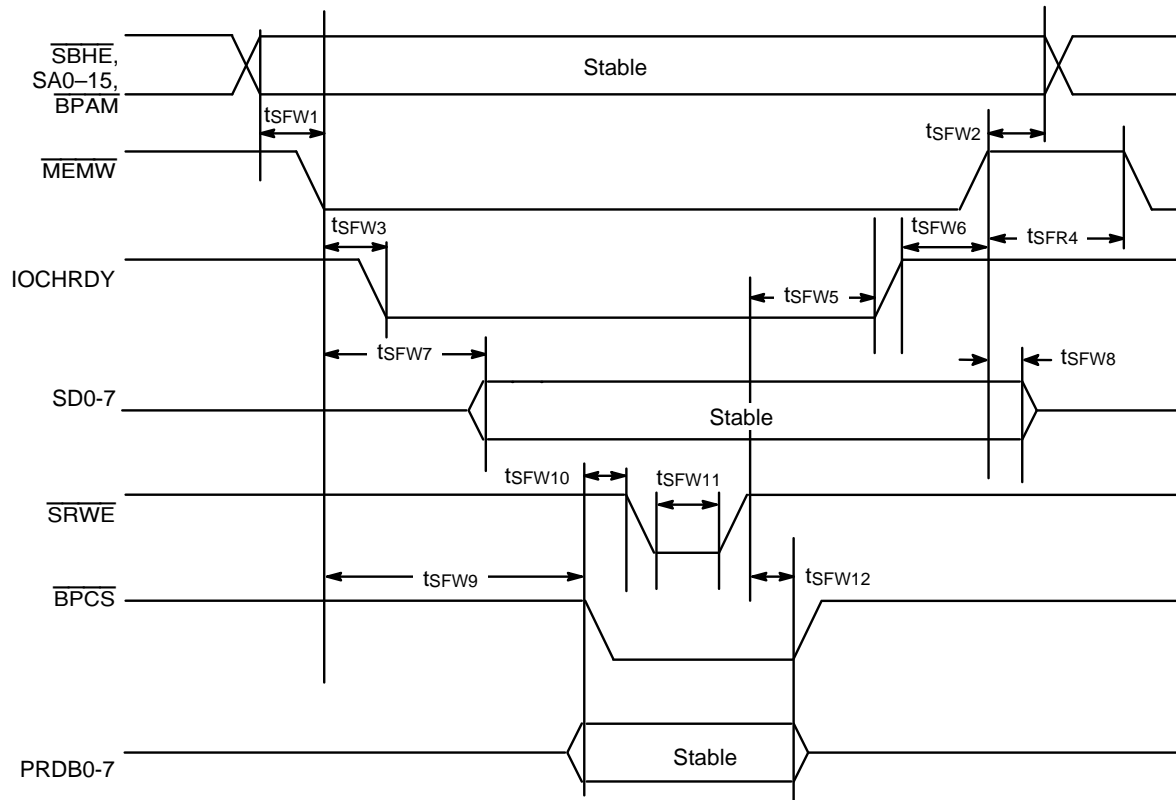 SBHE,
SA0–15,
BPAM
Stable
tSFW1
tSFW2
MEMW
tSFW3
tSFW6
tSFR4
IOCHRDY
tSFW5
tSFW7
tSFW8
SD0-7
Stable
tSFW10
tSFW11
SRWE
tSFW9
tSFW12
BPCS
Stable
PRDB0-7